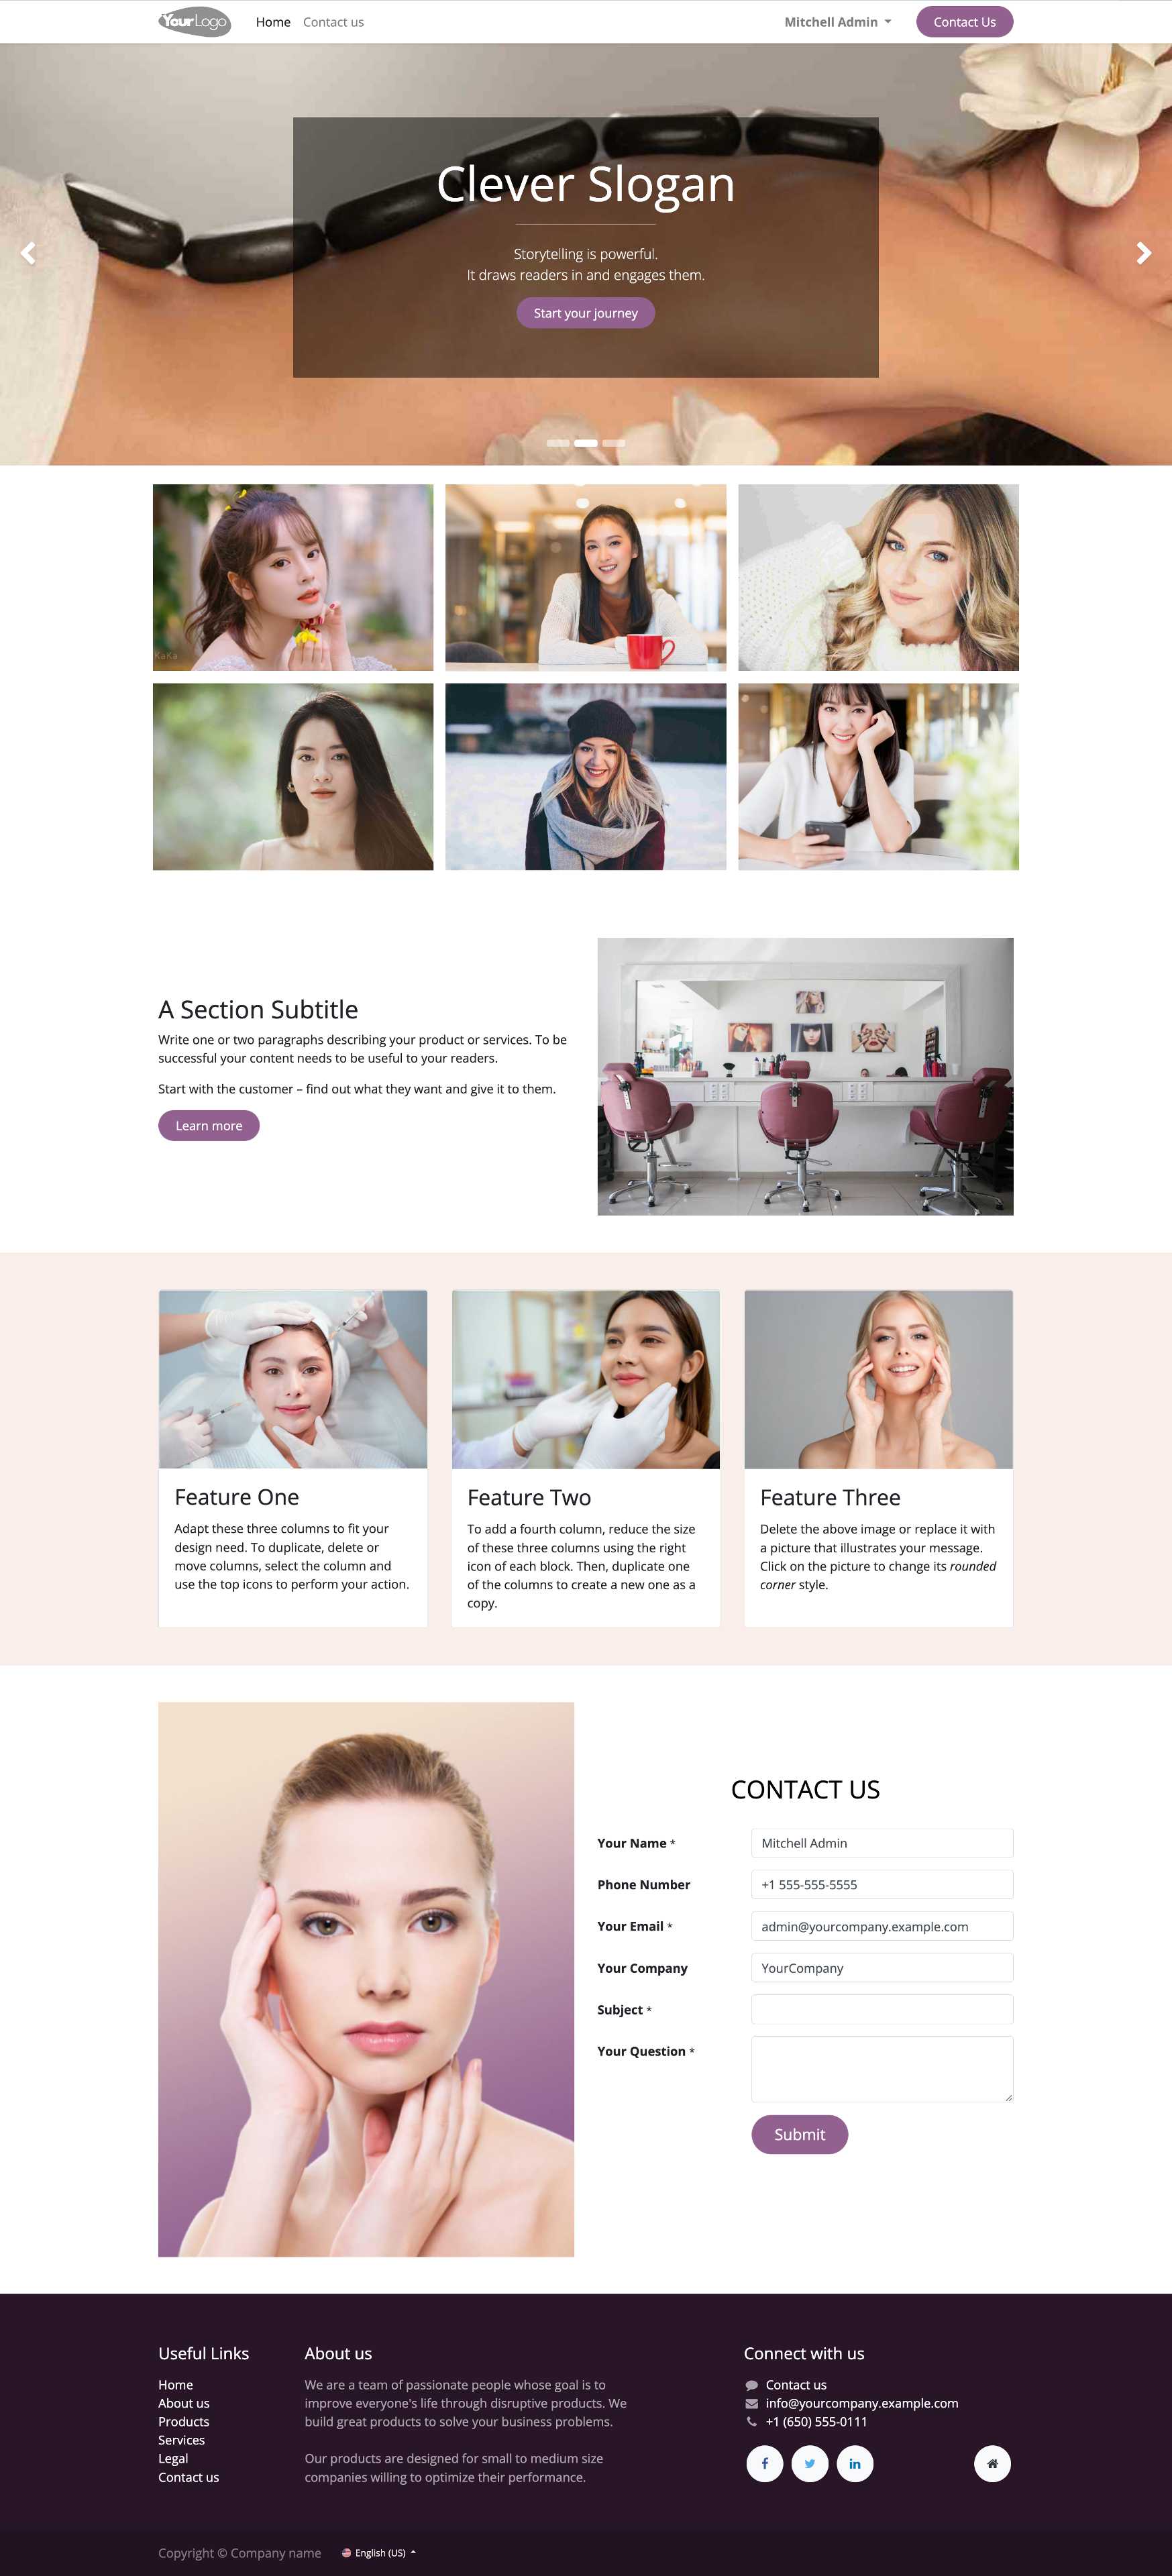 YourLogo
Home
Contact us
Mitchell Admin
Contact Us
Clever Slogan
Storytelling is powerful.
It draws readers in and engages them.
Start your journey
KaKa
A Section Subtitle
Write one or two paragraphs describing your product or services. To be
successful your content needs to be useful to your readers.
Start with the customer – find out what they want and give it to them.
Learn more
Feature One
Adapt these three columns to fit your
design need. To duplicate, delete or
move columns, select the column and
use the top icons to perform your action.
Feature Two
To add a fourth column, reduce the size
of these three columns using the right
icon of each block. Then, duplicate one
of the columns to create a new one as a
copy.
Feature Three
Delete the above image or replace it with
a picture that illustrates your message.
Click on the picture to change its rounded
corner style.
CONTACT US
Your Name *
Mitchell Admin
Phone Number
+1 555-555-5555
Your Email *
admin@yourcompany.example.com
Your Company
YourCompany
Subject *
Your Question *
Submit
Useful Links
Home
About us
Products
Services
Legal
Contact us
About us
We are a team of passionate people whose goal is to
improve everyone's life through disruptive products. We
build great products to solve your business problems.
Our products are designed for small to medium size
companies willing to optimize their performance.
Connect with us
Contact us
info@yourcompany.example.com
+1 (650) 555-0111
Copyright © Company name
English (US)